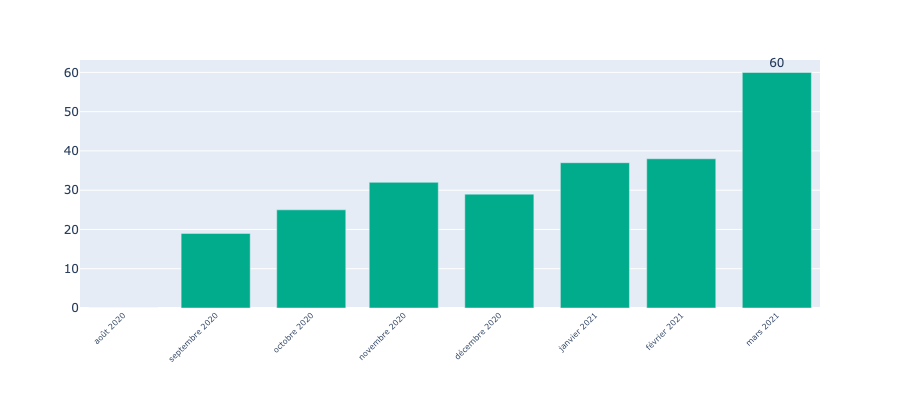 60
60
50
40
30
20
10
0
août 2020
septembre 2020
octobre 2020
novembre 2020
décembre 2020
janvier 2021
février 2021
mars 2021